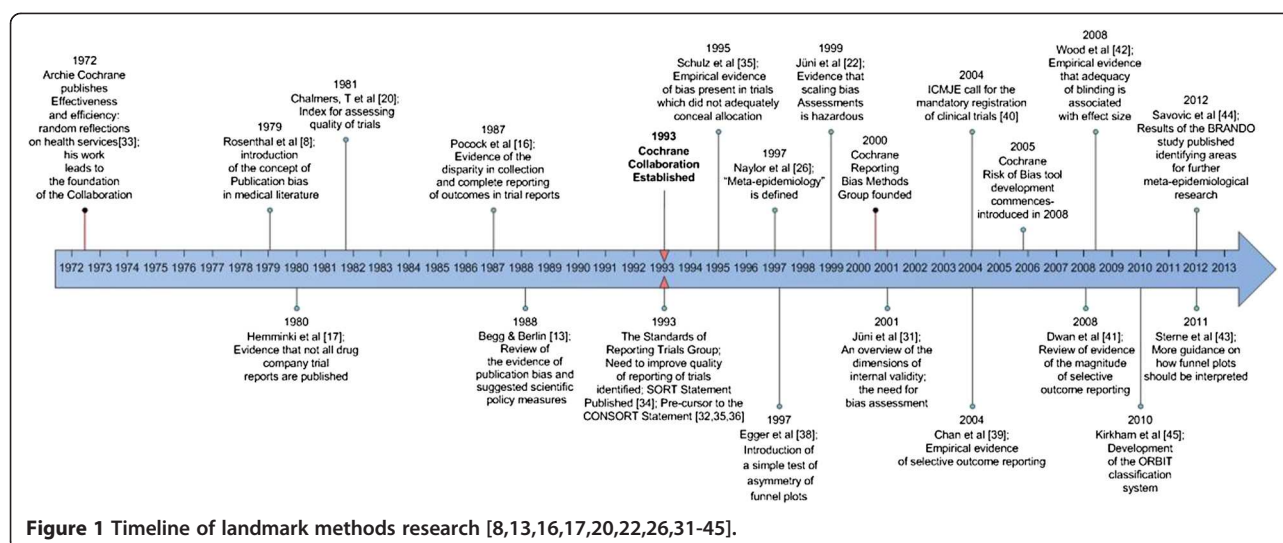 1972
Archie Cochrane
publishes
Effectiveness
and efficiency:
random reflections
on health services[33];
his work
leads to
the foundation
of the Collaboration
1979
Rosenthal et al [8];
introduction
of the concept of
Publication bias
in medical literature
1981
Chalmers, T et al [20];
Index for assessing
quality of trials
1987
Pocock et al [16];
Evidence of the
disparity in collection
and complete reporting
of outcomes in trial reports
1993
Cochrane
Collaboration
Established
1995
Schulz et al [35];
Empirical evidence
of bias present in trials
which did not adequately
conceal allocation
1997
Naylor et al [26];
"Meta-epidemiology"
is defined
1999
Jüni et al [22];
Evidence that
scaling bias
Assessments
is hazardous
2000
Cochrane
Reporting
Bias Methods
Group founded
2004
ICMJE call for the
mandatory registration
of clinical trials [40]
2005
Cochrane
Risk of Bias tool
development
commences-
introduced in 2008
2008
Wood et al [42];
Empirical evidence
that adequacy
of blinding is
associated
with effect size
2012
Savovic et al [44];
Results of the BRANDO
study published
identifying areas
for further
meta-epidemiological
research
1972 1973 1974 1975 1976 1977 1978 1979 1980 1981 1982 1983 1984 1985 1986 1987 1988 1989 1990 1991 1992 1993 1994 1995 1996 1997 1998 1999 2000 2001 2002 2003 2004 2005 2006 2007 2008 2009 2010 2011 2012 2013
1980
Hemminki et al [17];
Evidence that not all drug
company trial
reports are published
1988
Begg & Berlin [13];
Review of
the evidence of
publication bias and
suggested scientific
policy measures
1993
The Standards of
Reporting Trials Group;
Need to improve quality
of reporting of trials
identified; SORT Statement
Published [34]; Pre-cursor to the
CONSORT Statement [32,35,36]
1997
Egger et al [38];
Introduction of
a simple test of
asymmetry of
funnel plots
2001
Jüni et al [31];
An overview of the
dimensions of
internal validity;
the need for
bias assessment
2004
Chan et al [39];
Empirical evidence
of selective outcome reporting
2008
Dwan et al [41];
Review of evidence
of the magnitude
of selective
outcome reporting
2010
Kirkham et al [45];
Development
of the ORBIT
classification
system
2011
Sterne et al [43];
More guidance on
how funnel plots
should be interpreted
Figure 1 Timeline of landmark methods research [8,13,16,17,20,22,26,31-45].